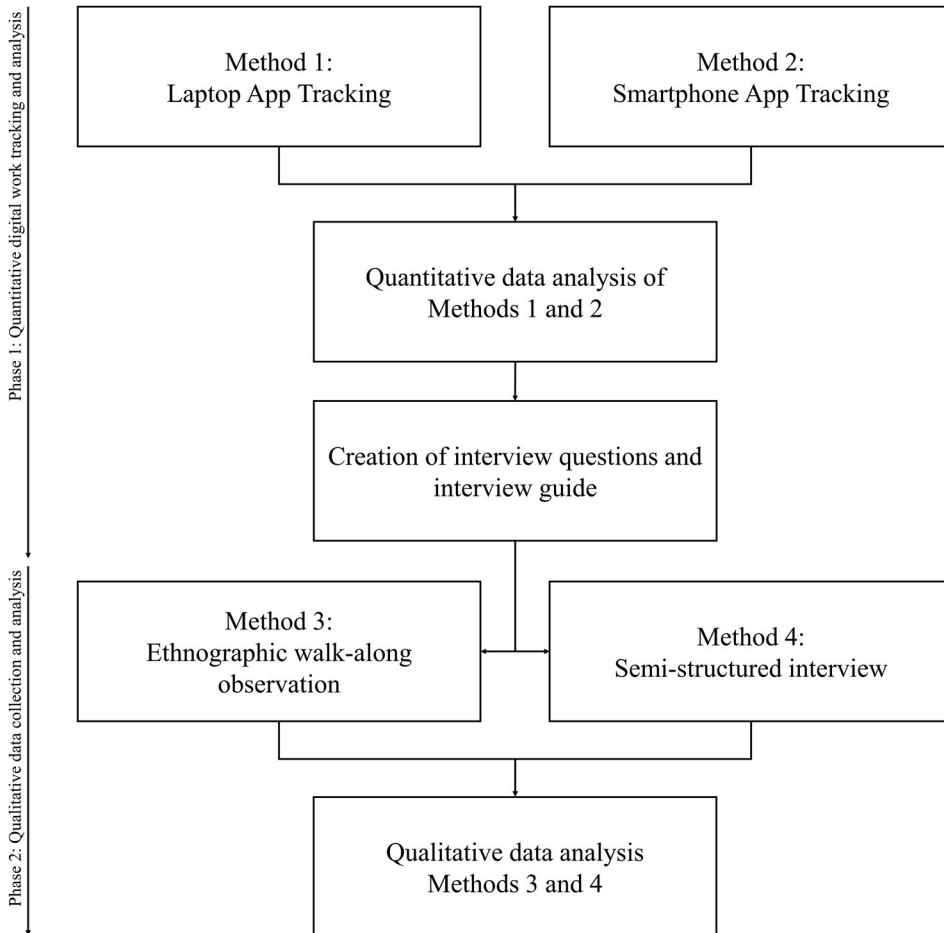 Phase 1: Quantitative digital work tracking and analysis
Method 1:
Laptop App Tracking
Method 2:
Smartphone App Tracking
Quantitative data analysis of
Methods 1 and 2
Creation of interview questions and
interview guide
Phase 2: Qualitative data collection and analysis
Method 3:
Ethnographic walk-along
observation
Method 4:
Semi-structured interview
Qualitative data analysis
Methods 3 and 4